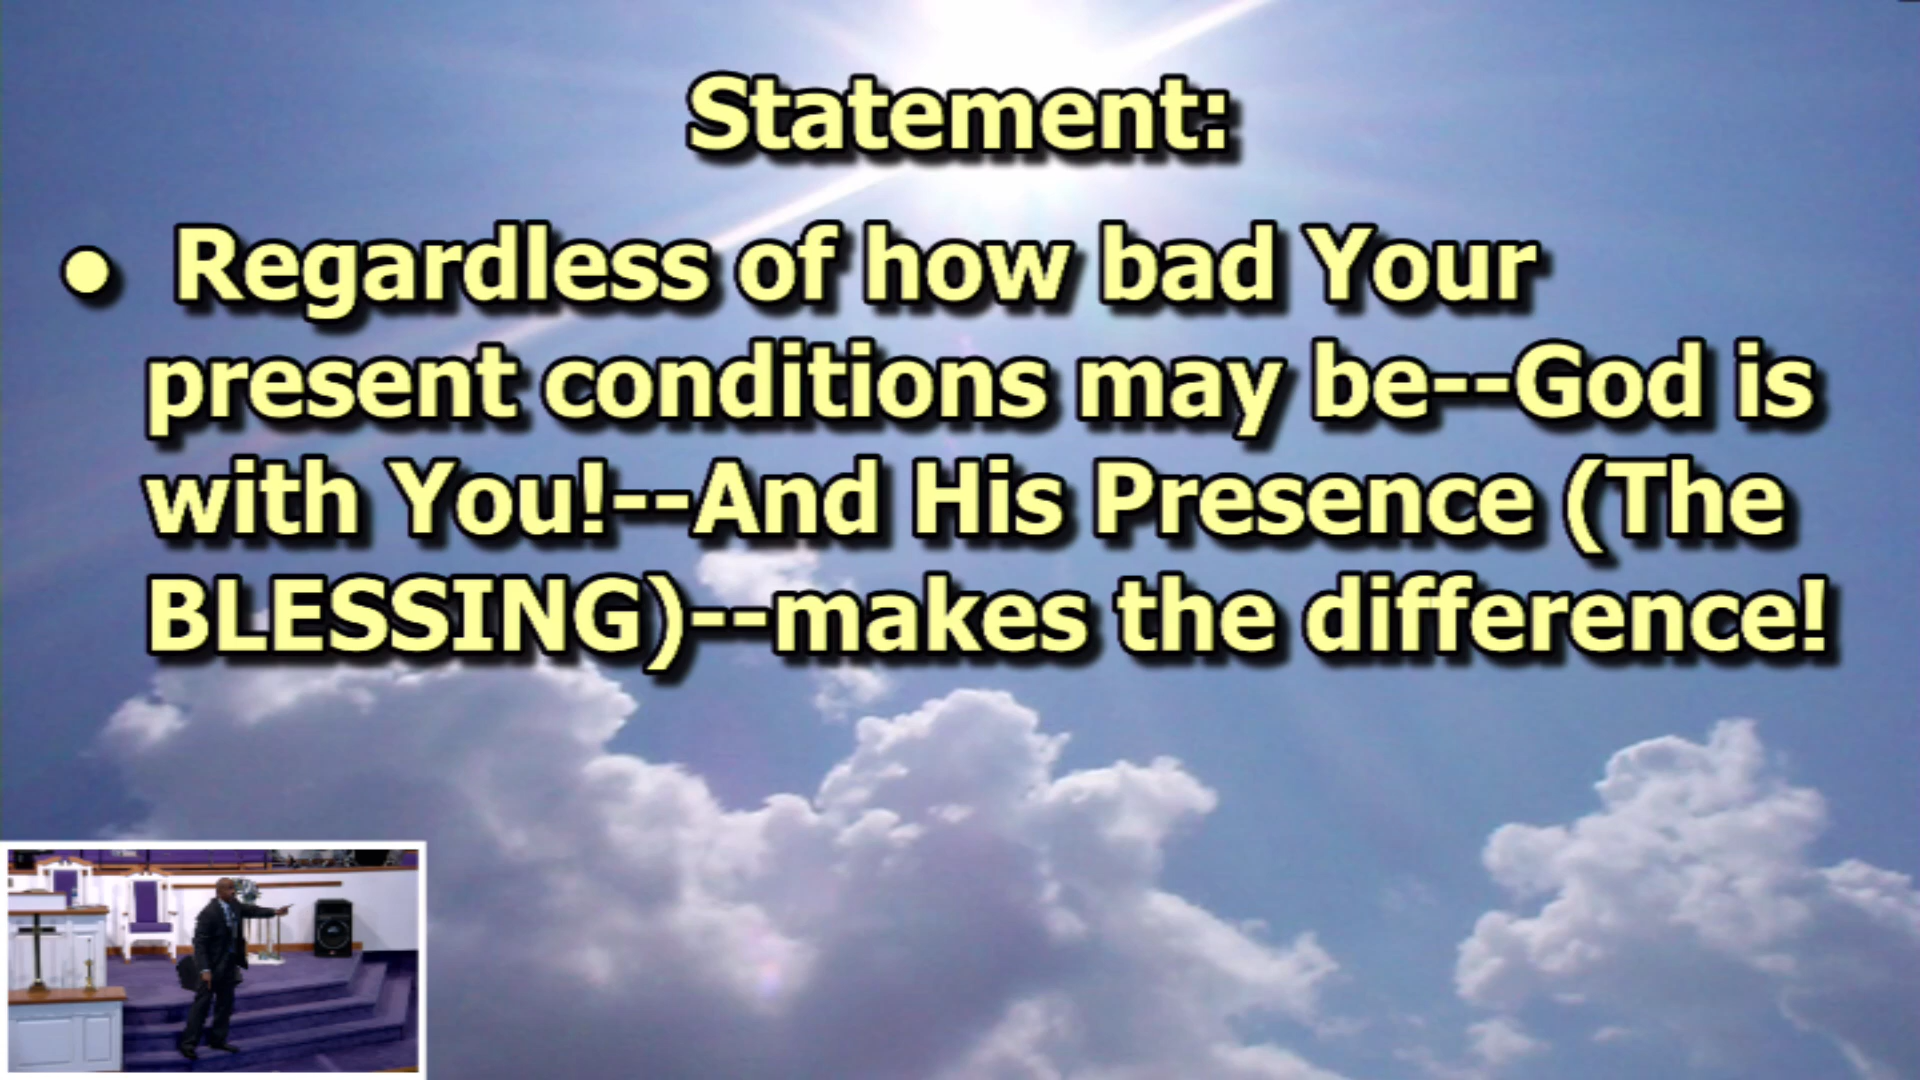 Statement:
• Regardless of how bad Your
present conditions may be--God is
with You!--And His Presence (The
BLESSING)--makes the difference!